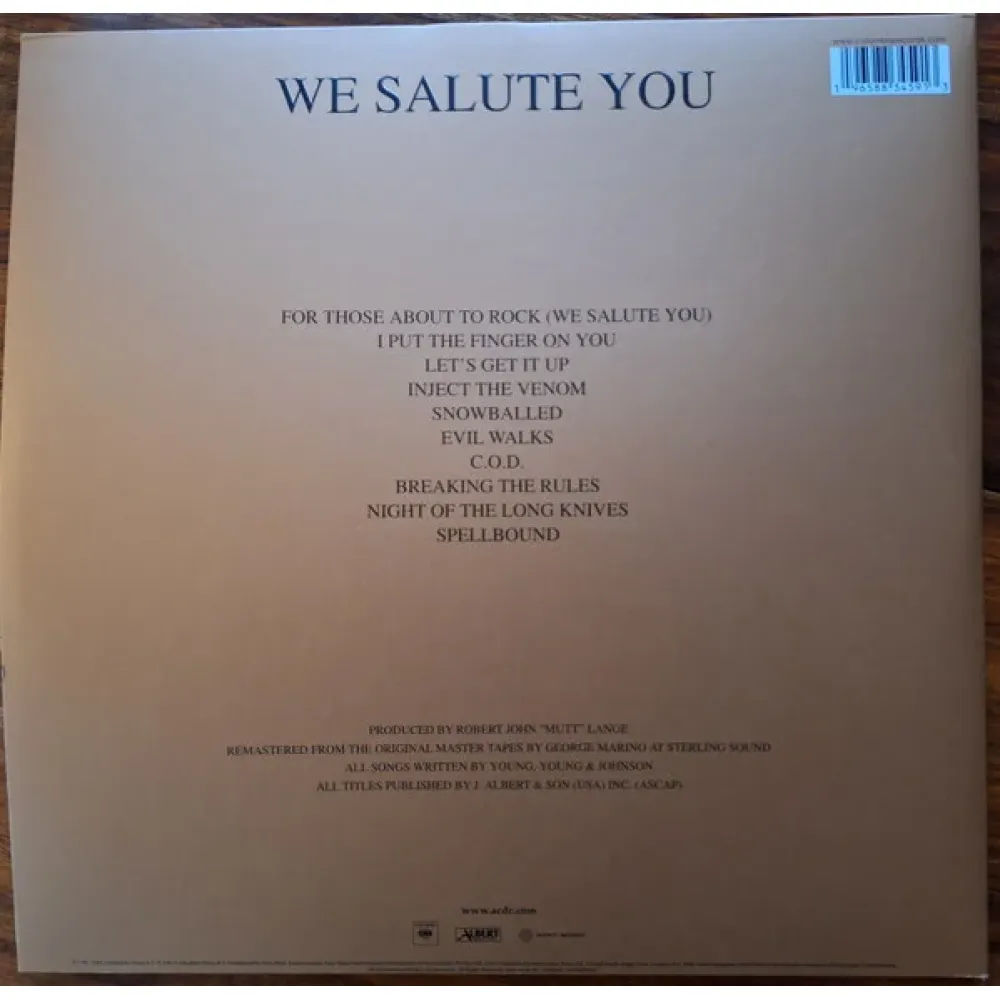 www.columbiarecords.com
WE SALUTE YOU
FOR THOSE ABOUT TO ROCK (WE SALUTE YOU)
I PUT THE FINGER ON YOU
LET'S GET IT UP
INJECT THE VENOM
SNOWBALLED
EVIL WALKS
C.O.D.
BREAKING THE RULES
NIGHT OF THE LONG KNIVES
SPELLBOUND
PRODUCED BY ROBERT JOHN "MUTT" LANGE
REMASTERED FROM THE ORIGINAL MASTER TAPES BY GEORGE MARINO AT STERLING SOUND
ALL SONGS WRITTEN BY YOUNG, YOUNG & JOHNSON
ALL TITLES PUBLISHED BY J. ALBERT & SON (USA) INC. (ASCAP)
www.acdc.com
ALBERT